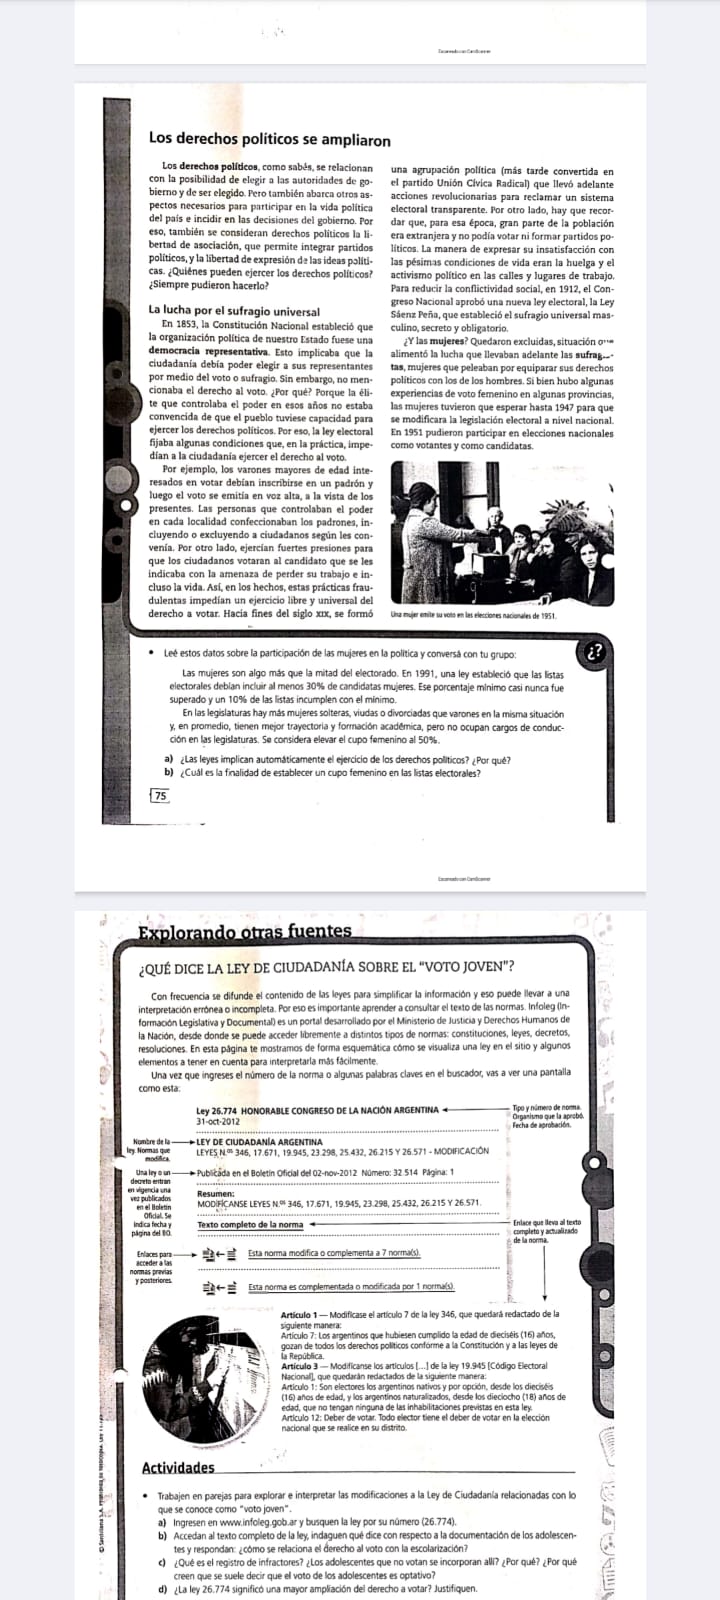 Escaneado con CamScanner
Los derechos políticos se ampliaron
Los derechos políticos, como sabés, se relacionan
con la posibilidad de elegir a las autoridades de go-
bierno y de ser elegido. Pero también abarca otros as-
pectos necesarios para participar en la vida política
del país e incidir en las decisiones del gobierno. Por
eso, también se consideran derechos políticos la li-
bertad de asociación, que permite integrar partidos
políticos, y la libertad de expresión de las ideas políti-
cas. ¿Quiénes pueden ejercer los derechos políticos?
¿Siempre pudieron hacerlo?
La lucha por el sufragio universal
En 1853, la Constitución Nacional estableció que
la organización política de nuestro Estado fuese una
democracia representativa. Esto implicaba que la
ciudadanía debía poder elegir a sus representantes
por medio del voto o sufragio. Sin embargo, no men-
cionaba el derecho al voto. ¿Por qué? Porque la éli-
te que controlaba el poder en esos años no estaba
convencida de que el pueblo tuviese capacidad para
ejercer los derechos políticos. Por eso, la ley electoral
fijaba algunas condiciones que, en la práctica, impe-
dían a la ciudadanía ejercer el derecho al voto.
Por ejemplo, los varones mayores de edad inte-
resados en votar debían inscribirse en un padrón y
luego el voto se emitía en voz alta, a la vista de los
presentes. Las personas que controlaban el poder
en cada localidad confeccionaban los padrones, in-
cluyendo o excluyendo a ciudadanos según les con-
venía. Por otro lado, ejercían fuertes presiones para
que los ciudadanos votaran al candidato que se les
indicaba con la amenaza de perder su trabajo e in-
cluso la vida. Así, en los hechos, estas prácticas frau-
dulentas impedían un ejercicio libre y universal del
derecho a votar. Hacia fines del siglo XIX, se formó
una agrupación política (más tarde convertida en
el partido Unión Cívica Radical) que llevó adelante
acciones revolucionarias para reclamar un sistema
electoral transparente. Por otro lado, hay que recor-
dar que, para esa época, gran parte de la población
era extranjera y no podía votar ni formar partidos po-
líticos. La manera de expresar su insatisfacción con
las pésimas condiciones de vida eran la huelga y el
activismo político en las calles y lugares de trabajo.
Para reducir la conflictividad social, en 1912, el Con-
greso Nacional aprobó una nueva ley electoral, la Ley
Sáenz Peña, que estableció el sufragio universal mas-
culino, secreto y obligatorio.
¿Y las mujeres? Quedaron excluidas, situación
alimentó la lucha que llevaban adelante las
tas, mujeres que peleaban por equiparar sus derechos
políticos con los de los hombres. Si bien hubo algunas
experiencias de voto femenino en algunas provincias,
las mujeres tuvieron que esperar hasta 1947 para que
se modificara la legislación electoral a nivel nacional.
En 1951 pudieron participar en elecciones nacionales
como votantes y como candidatas.
Una mujer emite su voto en las elecciones nacionales de 1951.
¿?
• Leé estos datos sobre la participación de las mujeres en la política y conversá con tu grupo:
Las mujeres son algo más que la mitad del electorado. En 1991, una ley estableció que las listas
electorales debían incluir al menos 30% de candidatas mujeres. Ese porcentaje mínimo casi nunca fue
superado y un 10% de las listas incumplen con el mínimo.
En las legislaturas hay más mujeres solteras, viudas o divorciadas que varones en la misma situación
y, en promedio, tienen mejor trayectoria y formación académica, pero no ocupan cargos de conduc-
ción en las legislaturas. Se considera elevar el cupo femenino al 50%.
a) ¿Las leyes implican automáticamente el ejercicio de los derechos políticos? ¿Por qué?
b) ¿Cuál es la finalidad de establecer un cupo femenino en las listas electorales?
75
Escaneado con CamScanner
Explorando otras fuentes
¿QUÉ DICE LA LEY DE CIUDADANÍA SOBRE EL "VOTO JOVEN"?
Con frecuencia se difunde el contenido de las leyes para simplificar la información y eso puede llevar a una
interpretación errónea o incompleta. Por eso es importante aprender a consultar el texto de las normas. Infoleg (In-
formación Legislativa y Documental) es un portal desarrollado por el Ministerio de Justicia y Derechos Humanos de
la Nación, desde donde se puede acceder libremente a distintos tipos de normas: constituciones, leyes, decretos,
resoluciones. En esta página te mostramos de forma esquemática cómo se visualiza una ley en el sitio y algunos
elementos a tener en cuenta para interpretarla más fácilmente.
Una vez que ingreses el número de la norma o algunas palabras claves en el buscador, vas a ver una pantalla
como esta:
Ley 26.774 HONORABLE CONGRESO DE LA NACIÓN ARGENTINA
31-oct-2012
Tipo y número de norma.
Organismo que la aprobó.
Fecha de aprobación.
Nombre de la
ley. Normas que
modifica.
LEY DE CIUDADANÍA ARGENTINA
LEYES N.ºs 346, 17.671, 19.945, 23.298, 25.432, 26.215 Y 26.571 - MODIFICACIÓN
Una ley o un
decreto entran
en vigencia una
vez publicados
en el Boletín
Oficial. Se
indica fecha y
página del BO.
Publicada en el Boletín Oficial del 02-nov-2012 Número: 32.514 Página: 1
Resumen:
MODIFÍCANSE LEYES N.ºs 346, 17.671, 19.945, 23.298, 25.432, 26.215 Y 26.571.
Texto completo de la norma
Enlace que lleva al texto
completo y actualizado
de la norma.
Enlaces para
acceder a las
normas previas
y posteriores.
Esta norma modifica o complementa a 7 norma(s).
Esta norma es complementada o modificada por 1 norma(s).
Artículo 1 — Modifícase el artículo 7 de la ley 346, que quedará redactado de la
siguiente manera:
Artículo 7: Los argentinos que hubiesen cumplido la edad de dieciséis (16) años,
gozan de todos los derechos políticos conforme a la Constitución y a las leyes de
la República.
Artículo 3 — Modifícanse los artículos [...] de la ley 19.945 [Código Electoral
Nacional], que quedarán redactados de la siguiente manera:
Artículo 1: Son electores los argentinos nativos y por opción, desde los dieciséis
(16) años de edad, y los argentinos naturalizados, desde los dieciocho (18) años de
edad, que no tengan ninguna de las inhabilitaciones previstas en esta ley.
Artículo 12: Deber de votar. Todo elector tiene el deber de votar en la elección
nacional que se realice en su distrito.
Actividades
• Trabajen en parejas para explorar e interpretar las modificaciones a la Ley de Ciudadanía relacionadas con lo
que se conoce como "voto joven".
a) Ingresen en www.infoleg.gob.ar y busquen la ley por su número (26.774).
b) Accedan al texto completo de la ley, indaguen qué dice con respecto a la documentación de los adolescen-
tes y respondan: ¿cómo se relaciona el derecho al voto con la escolarización?
c) ¿Qué es el registro de infractores? ¿Los adolescentes que no votan se incorporan allí? ¿Por qué? ¿Por qué
creen que se suele decir que el voto de los adolescentes es optativo?
d) ¿La ley 26.774 significó una mayor ampliación del derecho a votar? Justifiquen.